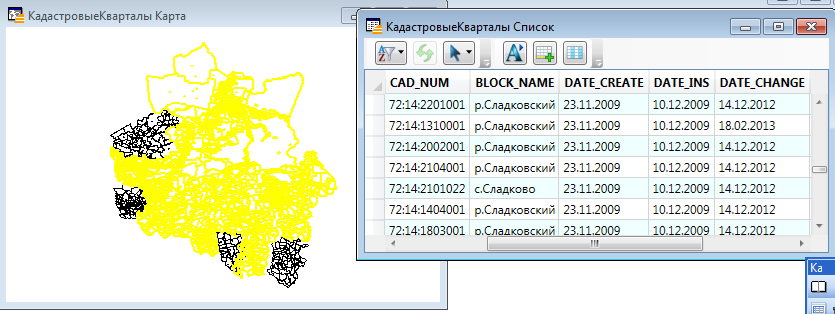 КадастровыеКварталы Карта
КадастровыеКварталы Список
CAD_NUM BLOCK_NAME DATE_CREATE DATE_INS DATE_CHANGE
72:14:2201001 р.Сладковский 23.11.2009 10.12.2009 14.12.2012
72:14:1310001 р.Сладковский 23.11.2009 10.12.2009 18.02.2013
72:14:2002001 р.Сладковский 23.11.2009 10.12.2009 14.12.2012
72:14:2104001 р.Сладковский 23.11.2009 10.12.2009 14.12.2012
72:14:2101022 с.Сладково 23.11.2009 10.12.2009 14.12.2012
72:14:1404001 р.Сладковский 23.11.2009 10.12.2009 14.12.2012
72:14:1803001 р.Сладковский 23.11.2009 10.12.2009 14.12.2012
Ка